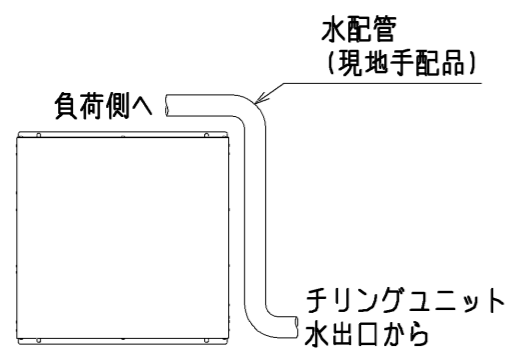 水配管
(現地手配品)
負荷側へ
チリングユニット
水出口から